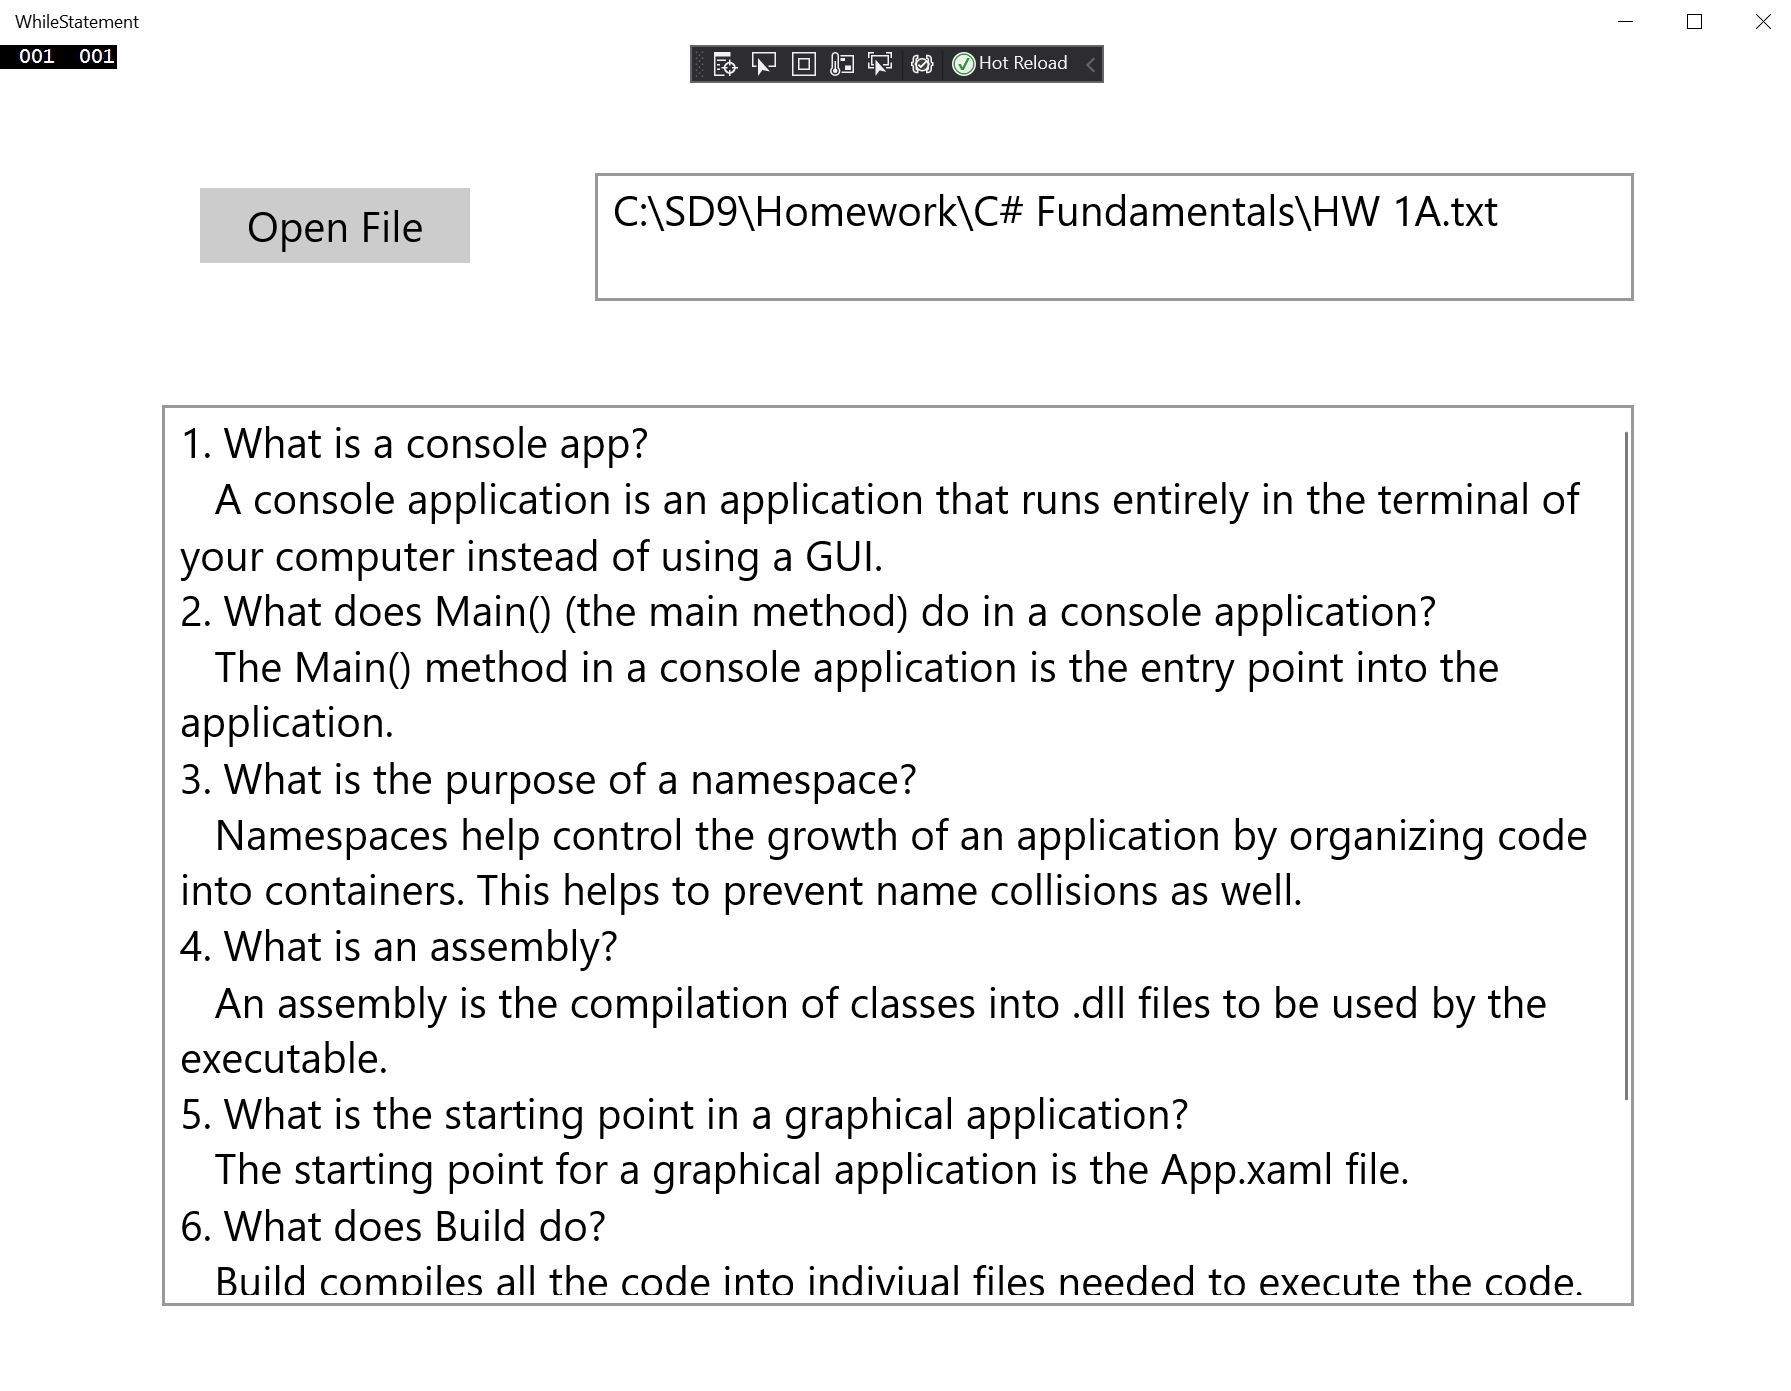 WhileStatement
001 001
Hot Reload
Open File
C:\SD9\Homework\C# Fundamentals\HW 1A.txt
1. What is a console app?
A console application is an application that runs entirely in the terminal of
your computer instead of using a GUI.
2. What does Main() (the main method) do in a console application?
The Main() method in a console application is the entry point into the
application.
3. What is the purpose of a namespace?
Namespaces help control the growth of an application by organizing code
into containers. This helps to prevent name collisions as well.
4. What is an assembly?
An assembly is the compilation of classes into .dll files to be used by the
executable.
5. What is the starting point in a graphical application?
The starting point for a graphical application is the App.xaml file.
6. What does Build do?
Build compiles all the code into indiviual files needed to execute the code.